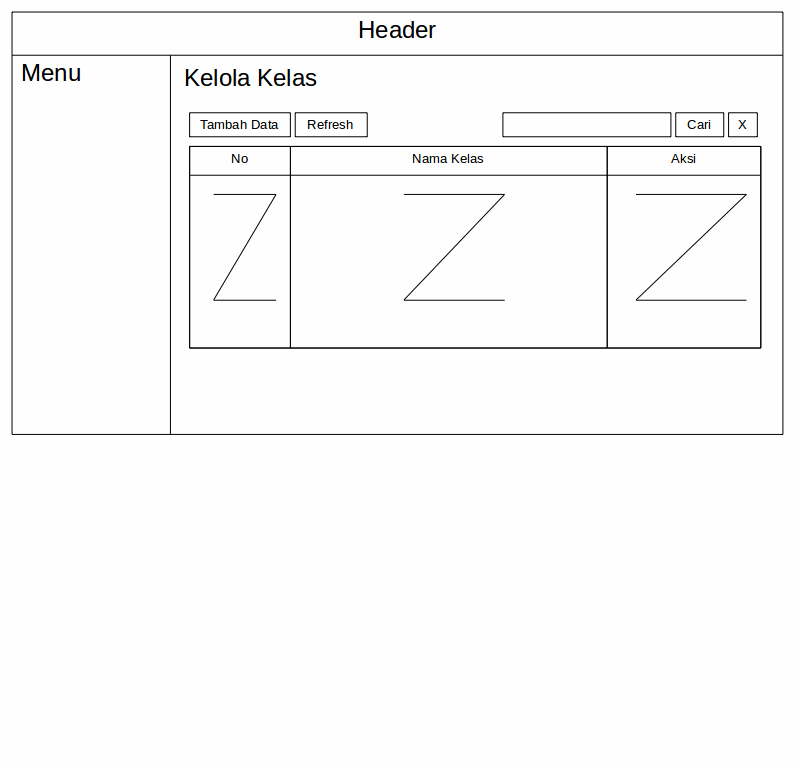 Header
Menu
Kelola Kelas
Tambah Data Refresh Cari X
No Nama Kelas Aksi